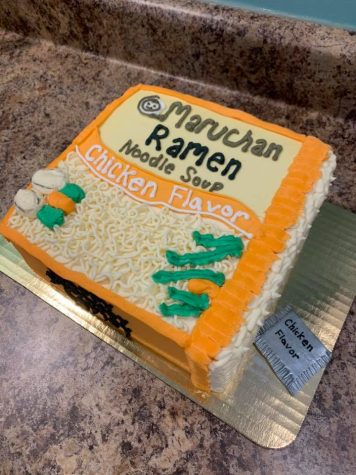 Maruchan
Ramen
Noodle Soup
Chicken Flavor
Chicken
Flavor